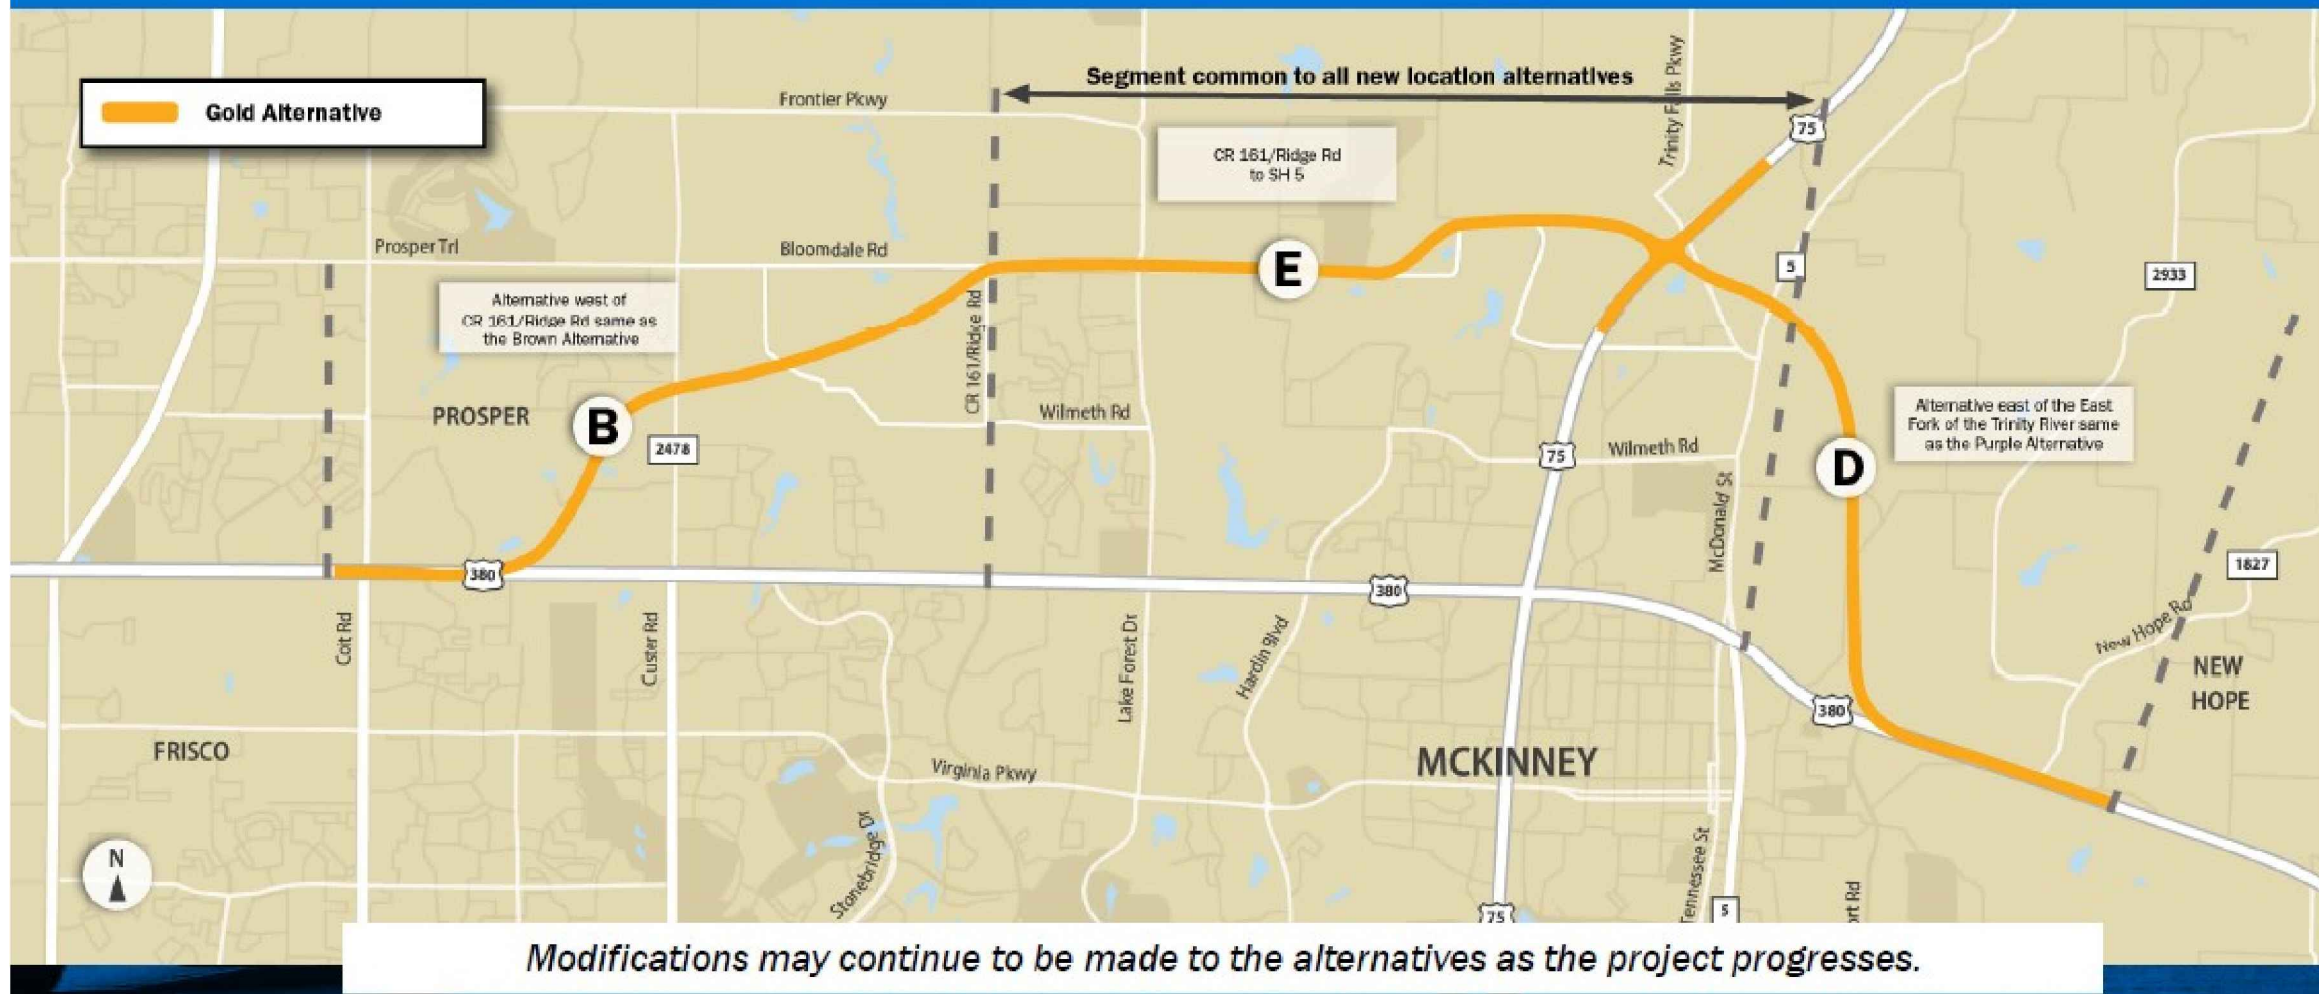 Segment common to all new location alternatives
Gold Alternative
Frontier Pkwy
Trinity Falls Pkwy
75
CR 161/Ridge Rd
to SH 5
Prosper Trl
Bloomdale Rd
E
5
2933
Alternative west of
CR 161/Ridge Rd same as
the Brown Alternative
CR 161/Ridge Rd
PROSPER
B
2478
Wilmeth Rd
75
Wilmeth Rd
Alternative east of the East
Fork of the Trinity River same
as the Purple Alternative
D
McDonald St
380
380
1827
Coit Rd
Custer Rd
Lake Forest Dr
Hardin Blvd
New Hope Rd
NEW
HOPE
380
FRISCO
Virginia Pkwy
MCKINNEY
N
Stonebridge Dr
Tennessee St
75
5
Modifications may continue to be made to the alternatives as the project progresses.